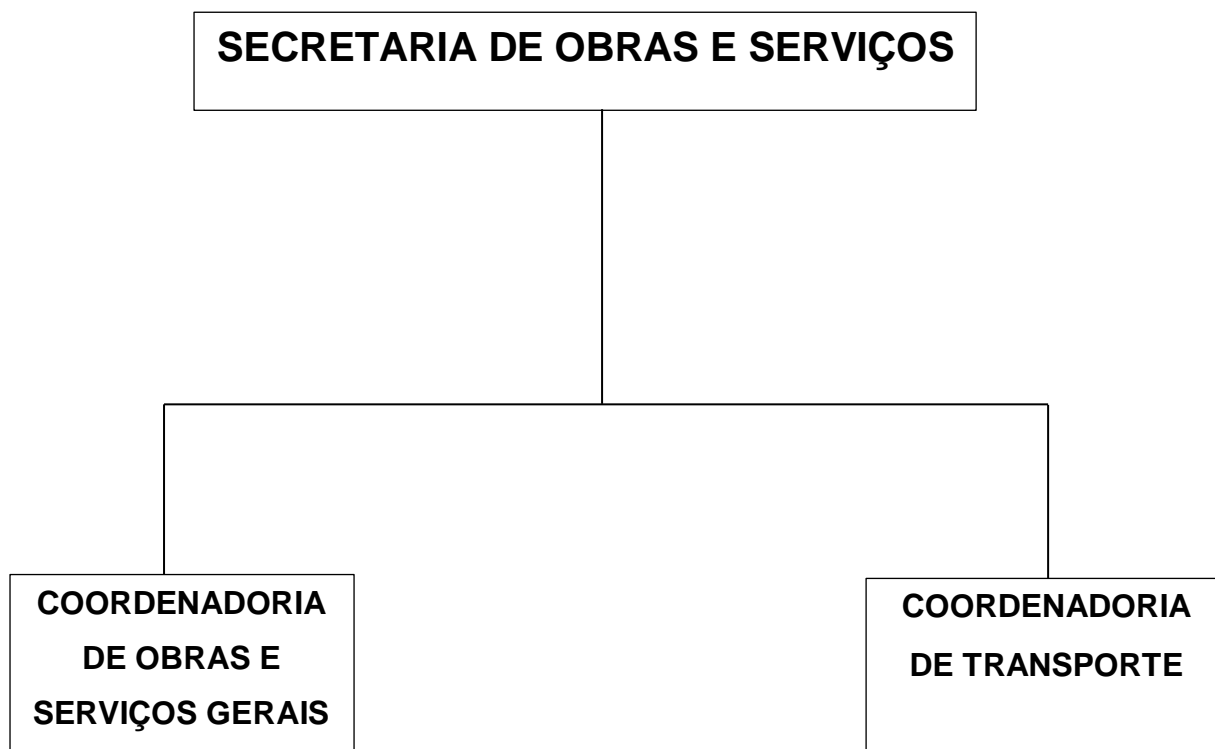 SECRETARIA DE OBRAS E SERVIÇOS
COORDENADORIA
DE OBRAS E
SERVIÇOS GERAIS
COORDENADORIA
DE TRANSPORTE